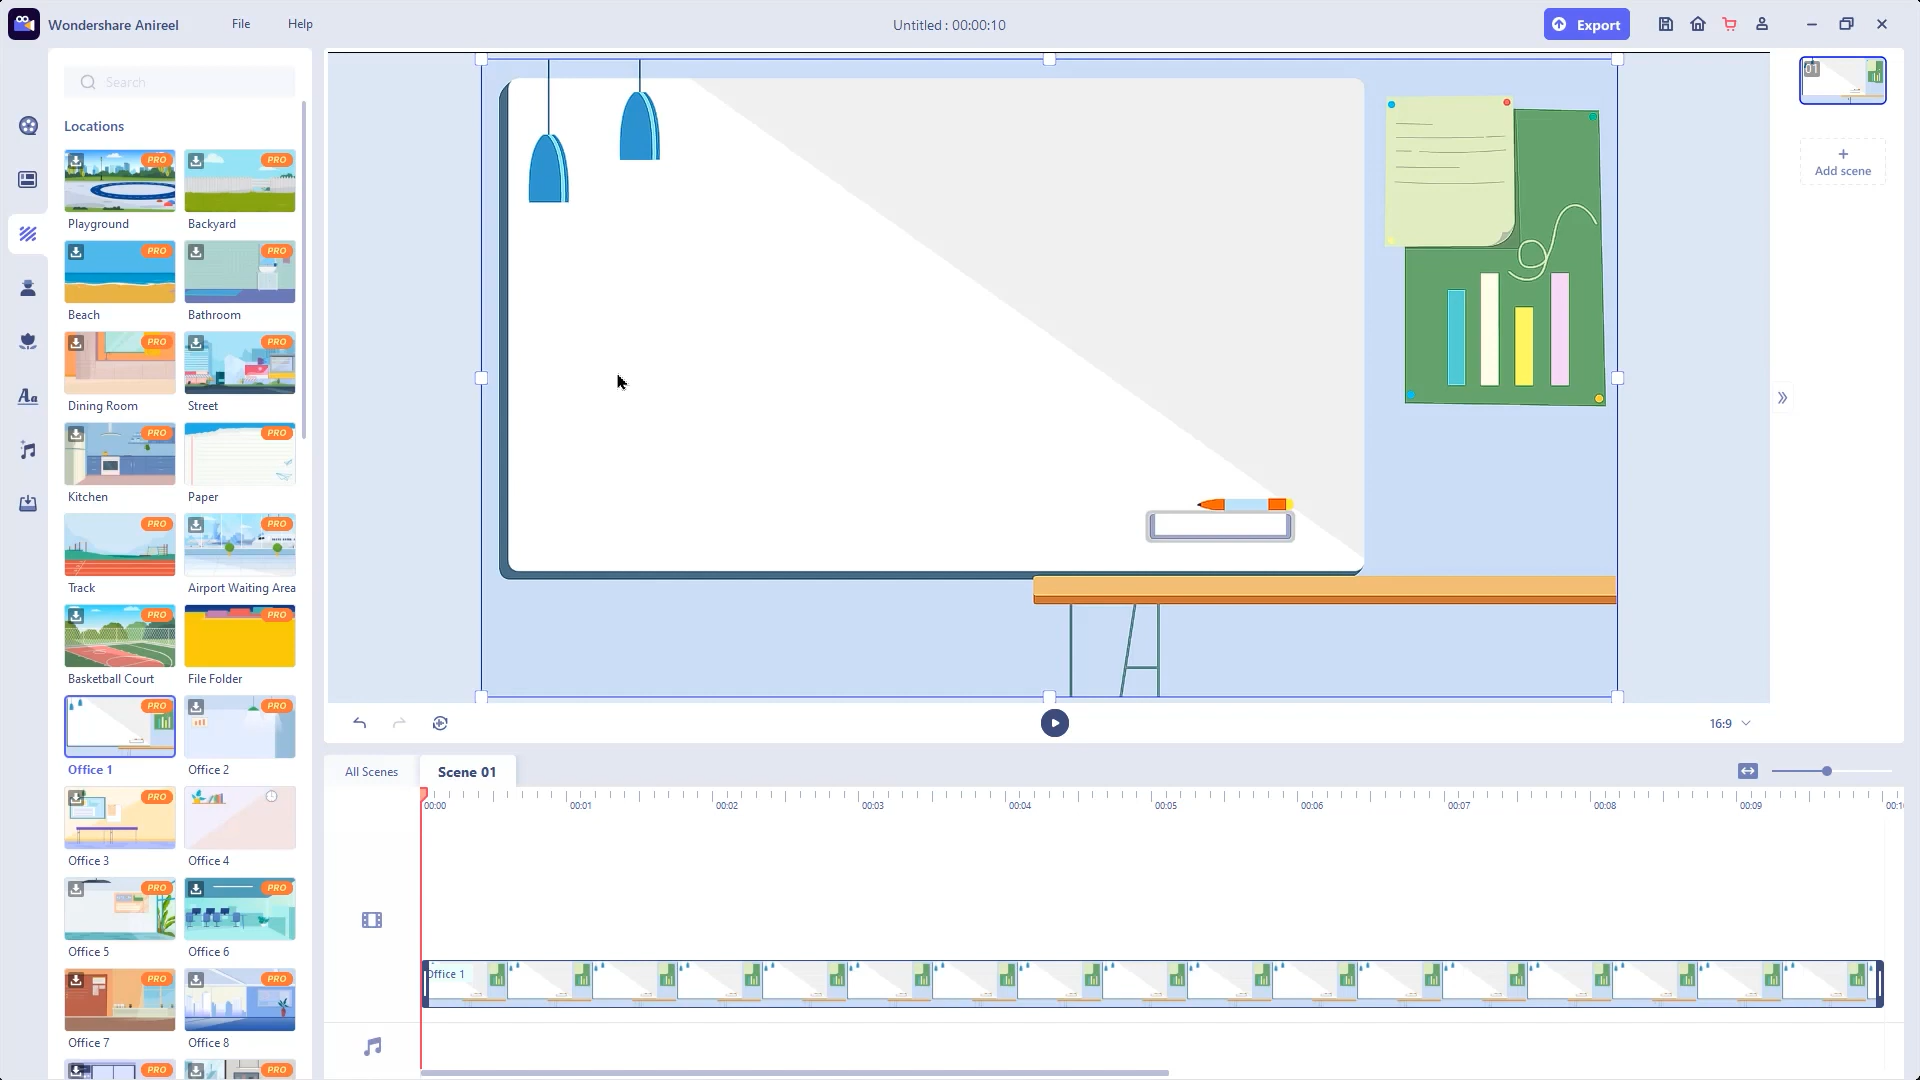 Wondershare Anireel
File
Help
Untitled : 00:00:10
Export
Search
Locations
PRO
PRO
Playground
Backyard
PRO
PRO
Beach
Bathroom
PRO
PRO
Dining Room
Street
PRO
PRO
Kitchen
Paper
PRO
PRO
Track
Airport Waiting Area
PRO
PRO
Basketball Court
File Folder
PRO
PRO
Office 1
Office 2
PRO
Office 3
Office 4
PRO
PRO
Office 5
Office 6
PRO
PRO
Office 7
Office 8
PRO
PRO
01
+
Add scene
16:9
All Scenes
Scene 01
00:00
00:01
00:02
00:03
00:04
00:05
00:06
00:07
00:08
00:09
Office 1
Aa